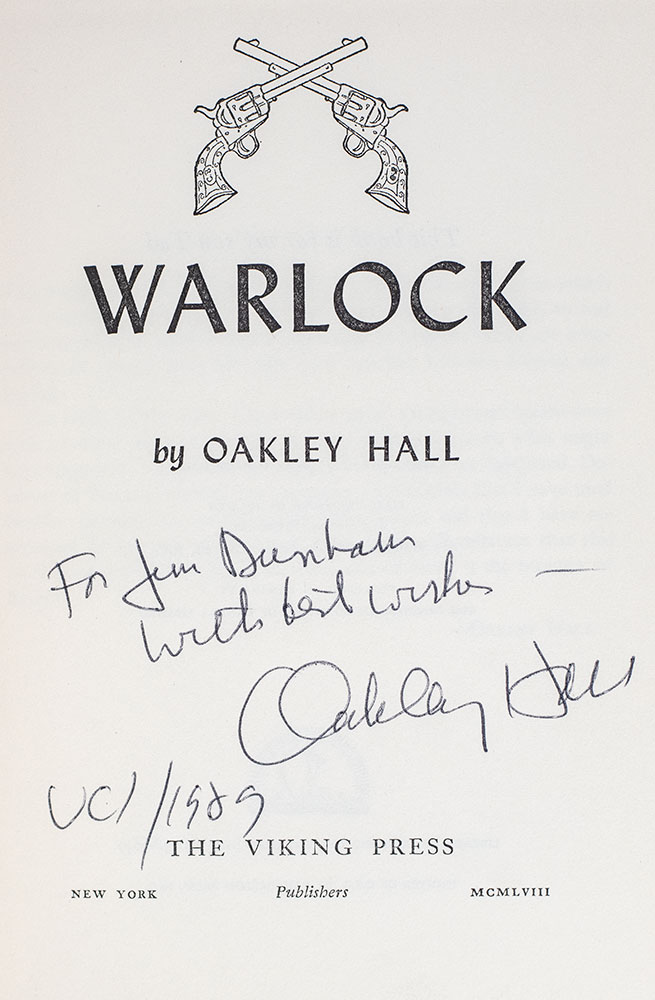 WARLOCK
by OAKLEY HALL
For Jim Dunham
with best wishes —
Oakley Hall
UCI/1989
THE VIKING PRESS
NEW YORK Publishers MCMLVIII